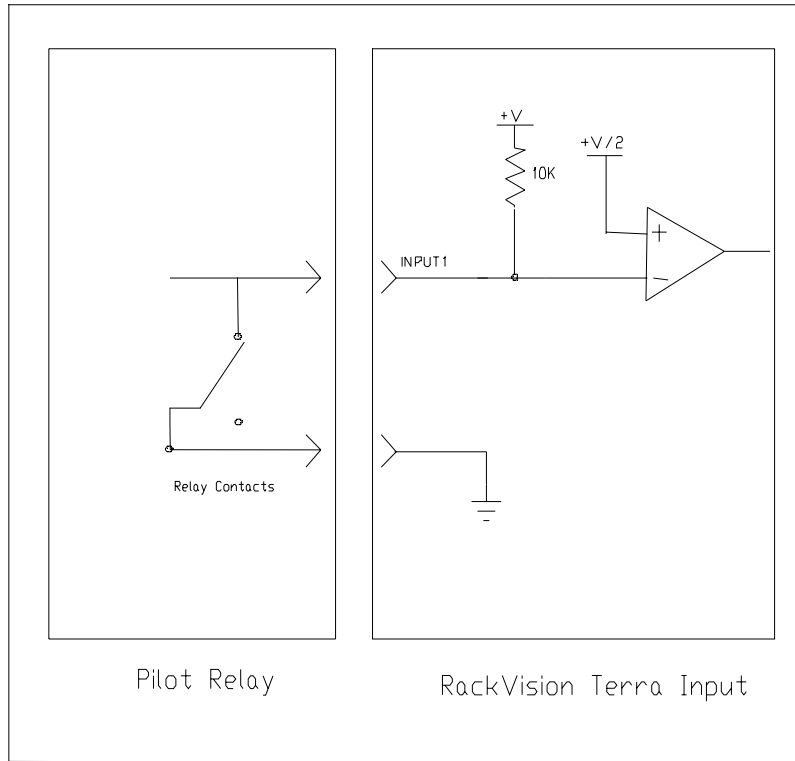 +V
+V/2
10K
INPUT1
+
−
Relay Contacts
Pilot Relay
RackVision Terra Input